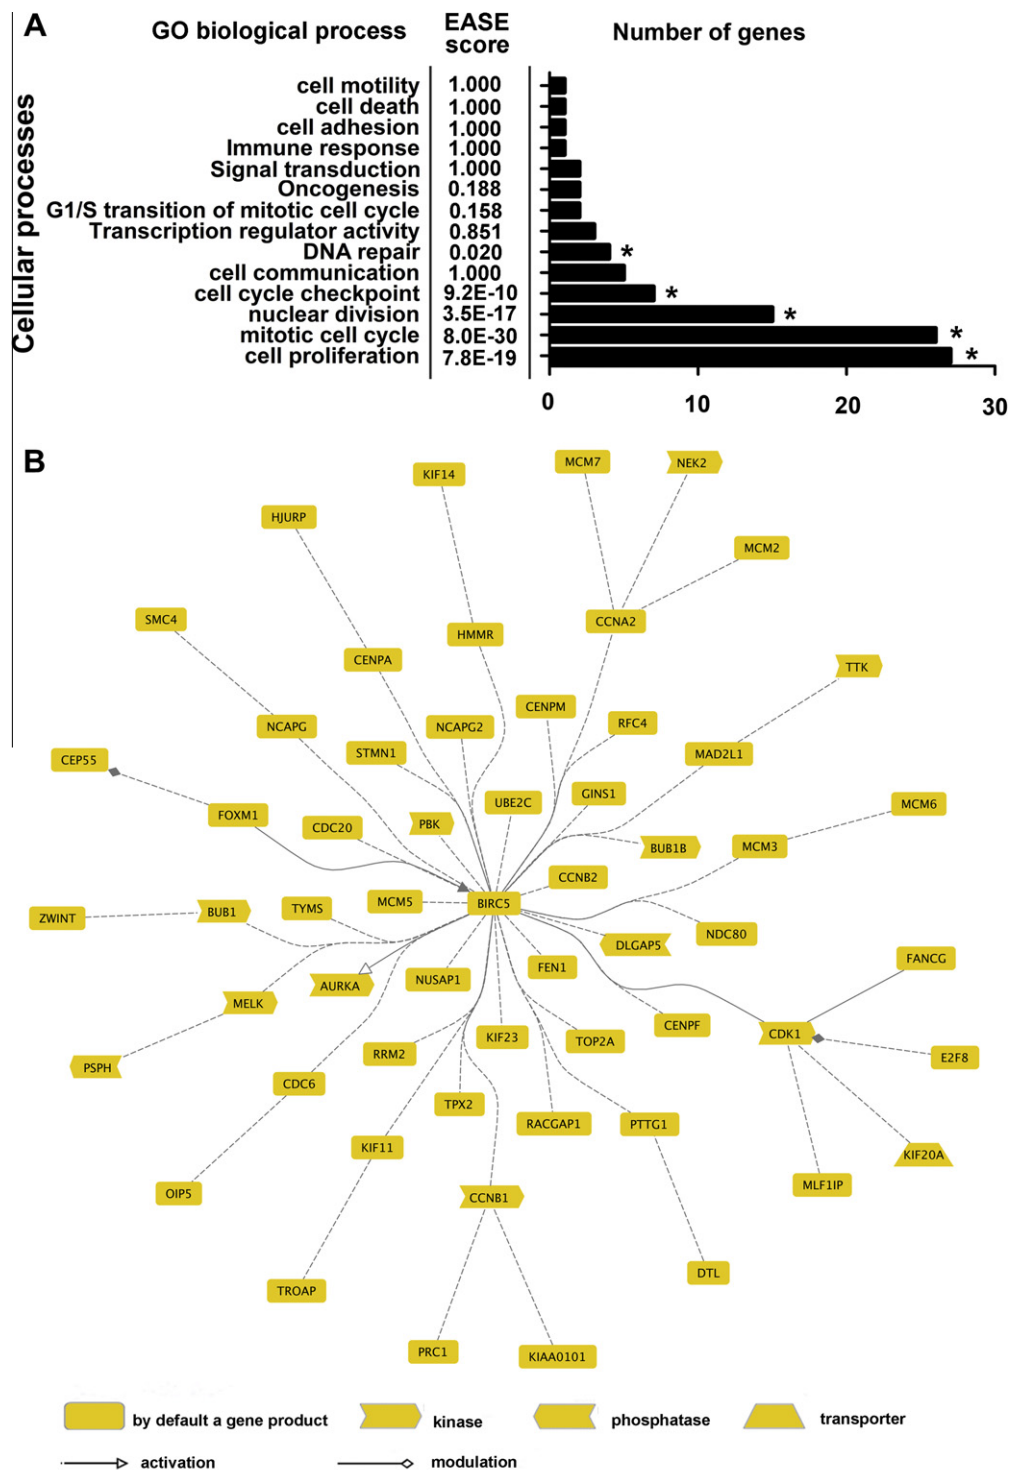 A
GO biological process
EASE score
Number of genes
Cellular processes
cell motility 1.000
cell death 1.000
cell adhesion 1.000
Immune response 1.000
Signal transduction 1.000
Oncogenesis 0.188
G1/S transition of mitotic cell cycle 0.158
Transcription regulator activity 0.851
DNA repair 0.020 *
cell communication 1.000
cell cycle checkpoint 9.2E-10 *
nuclear division 3.5E-17 *
mitotic cell cycle 8.0E-30 *
cell proliferation 7.8E-19 *
0 10 20 30
B
KIF14
MCM7
NEK2
HJURP
MCM2
SMC4
CCNA2
HMMR
CENPA
TTK
CENPM
NCAPG
NCAPG2
RFC4
STMN1
MAD2L1
CEP55
GINS1
UBE2C
MCM6
FOXM1
CDC20
PBK
BUB1B
MCM3
CCNB2
MCM5
BIRC5
TYMS
BUB1
ZWINT
NDC80
DLGAP5
FANCG
FEN1
NUSAP1
AURKA
MELK
CENPF
CDK1
KIF23
TOP2A
RRM2
E2F8
PSPH
CDC6
TPX2
RACGAP1
PTTG1
KIF11
KIF20A
MLF1IP
OIP5
CCNB1
DTL
TROAP
PRC1
KIAA0101
by default a gene product
kinase
phosphatase
transporter
activation
modulation